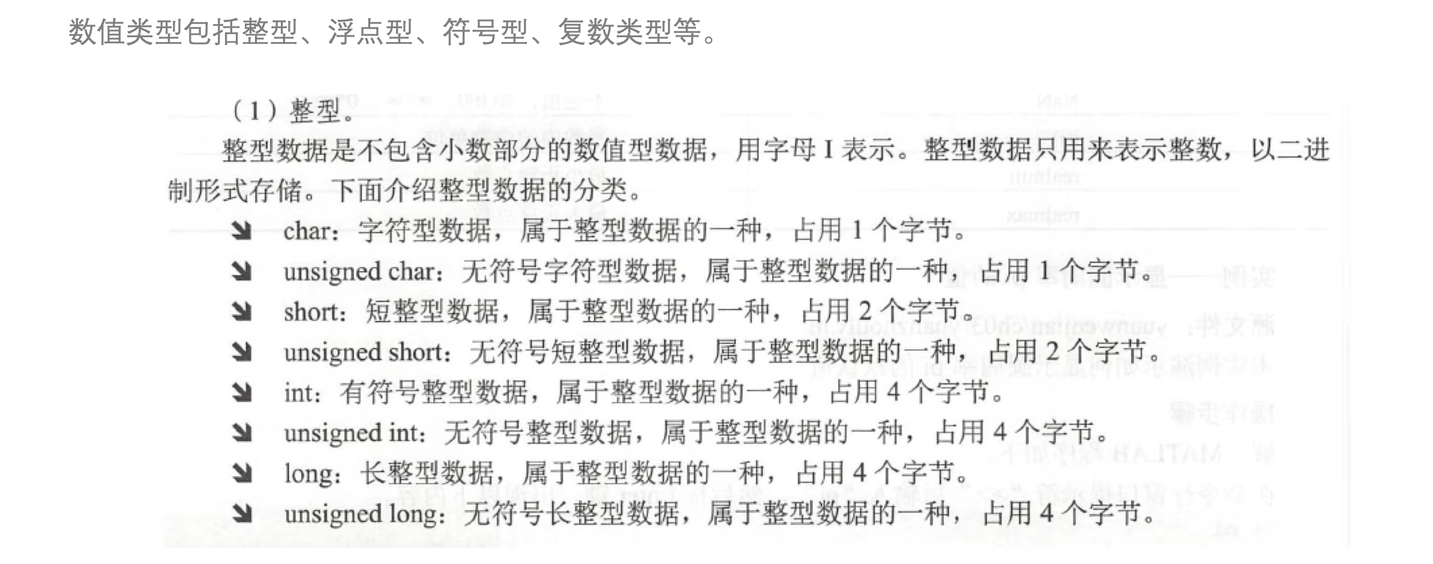 数值类型包括整型、浮点型、符号型、复数类型等。
（1）整型。
整型数据是不包含小数部分的数值型数据，用字母 I 表示。整型数据只用来表示整数，以二进
制形式存储。下面介绍整型数据的分类。
char：字符型数据，属于整型数据的一种，占用 1 个字节。
unsigned char：无符号字符型数据，属于整型数据的一种，占用 1 个字节。
short：短整型数据，属于整型数据的一种，占用 2 个字节。
unsigned short：无符号短整型数据，属于整型数据的一种，占用 2 个字节。
int：有符号整型数据，属于整型数据的一种，占用 4 个字节。
unsigned int：无符号整型数据，属于整型数据的一种，占用 4 个字节。
long：长整型数据，属于整型数据的一种，占用 4 个字节。
unsigned long：无符号长整型数据，属于整型数据的一种，占用 4 个字节。